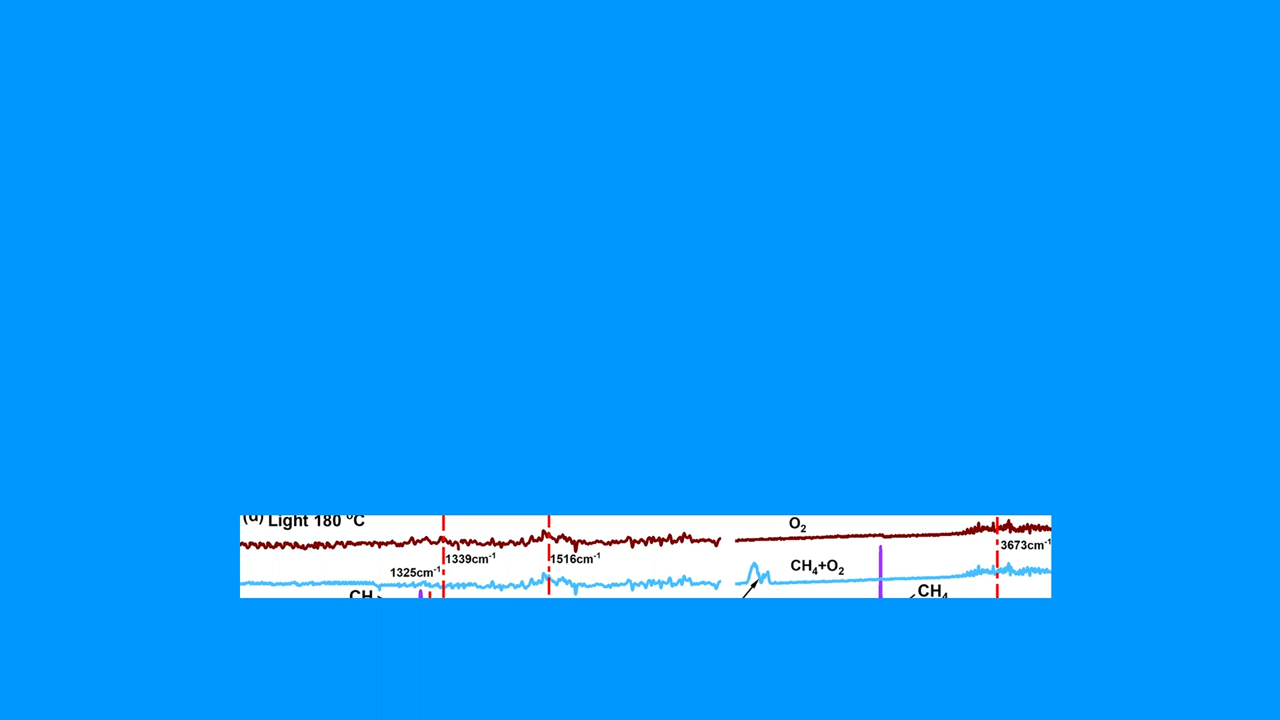 (d) Light 180 °C
O₂
3673cm⁻¹
1339cm⁻¹
1516cm⁻¹
CH₄+O₂
1325cm⁻¹
CH₄